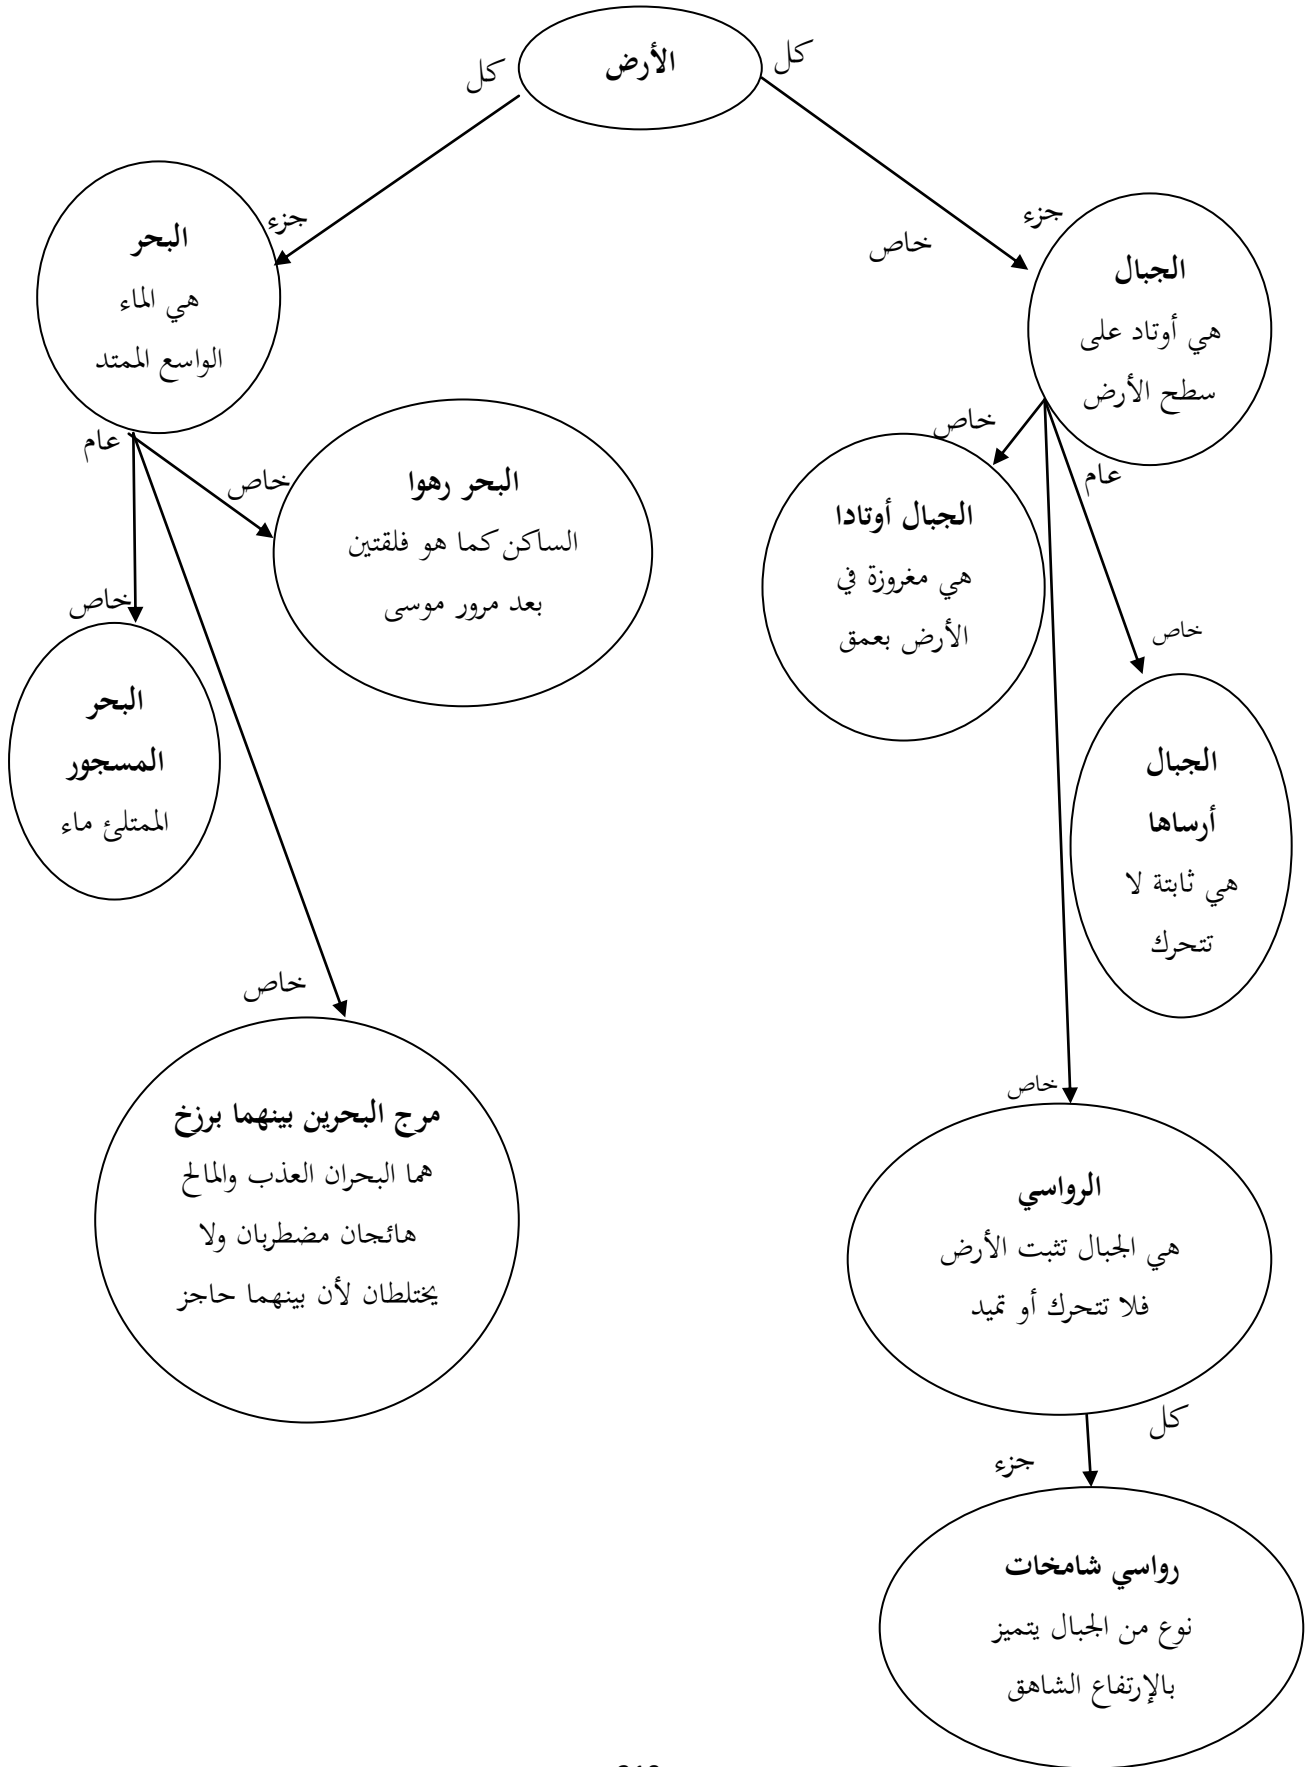 الأرض
كل
كل
جزء
خاص
جزء
الجبال
هي أوتاد على
سطح الأرض
البحر
هي الماء
الواسع الممتد
خاص
عام
الجبال أوتادا
هي مغروزة في
الأرض بعمق
خاص
الجبال
أرساها
هي ثابتة لا
تتحرك
خاص
الرواسي
هي الجبال تثبت الأرض
فلا تتحرك أو تميد
كل
جزء
رواسي شامخات
نوع من الجبال يتميز
بالإرتفاع الشاهق
عام
خاص
البحر رهوا
الساكن كما هو فلقتين
بعد مرور موسى
خاص
البحر
المسجور
الممتلئ ماء
خاص
مرج البحرين بينهما برزخ
هما البحران العذب والمالح
هائجان مضطربان ولا
يختلطان لأن بينهما حاجز